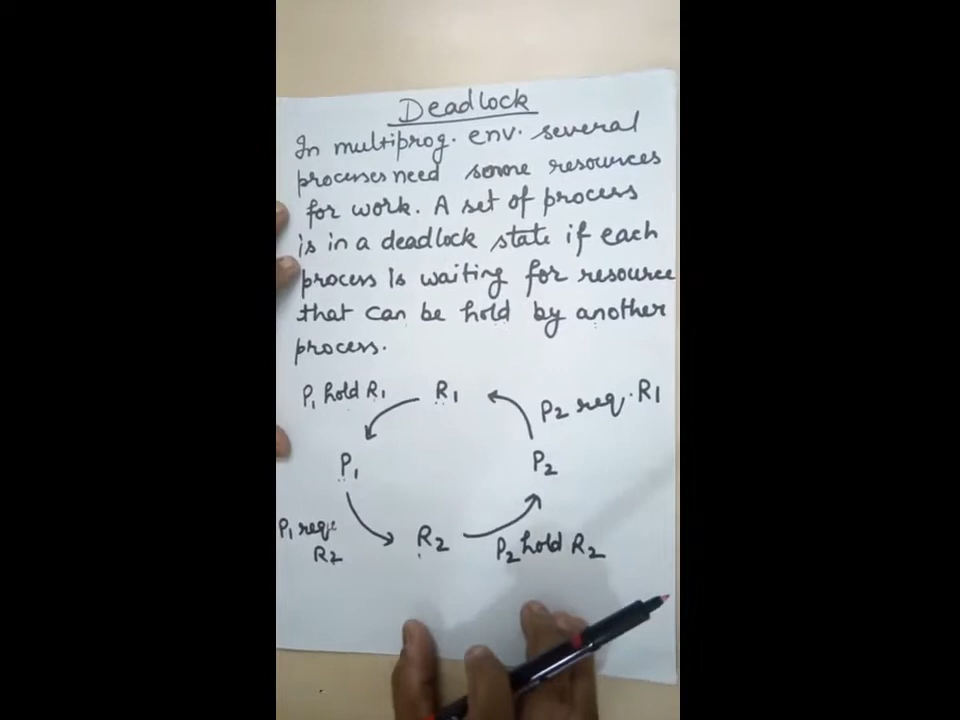 Deadlock
In multiprog. env. several
processes need some resources
for work. A set of process
is in a deadlock state if each
process is waiting for resource
that can be hold by another
process.
P1 hold R1
R1
P2 req. R1
P1
P2
P1 reqe
R2
R2
P2 hold R2